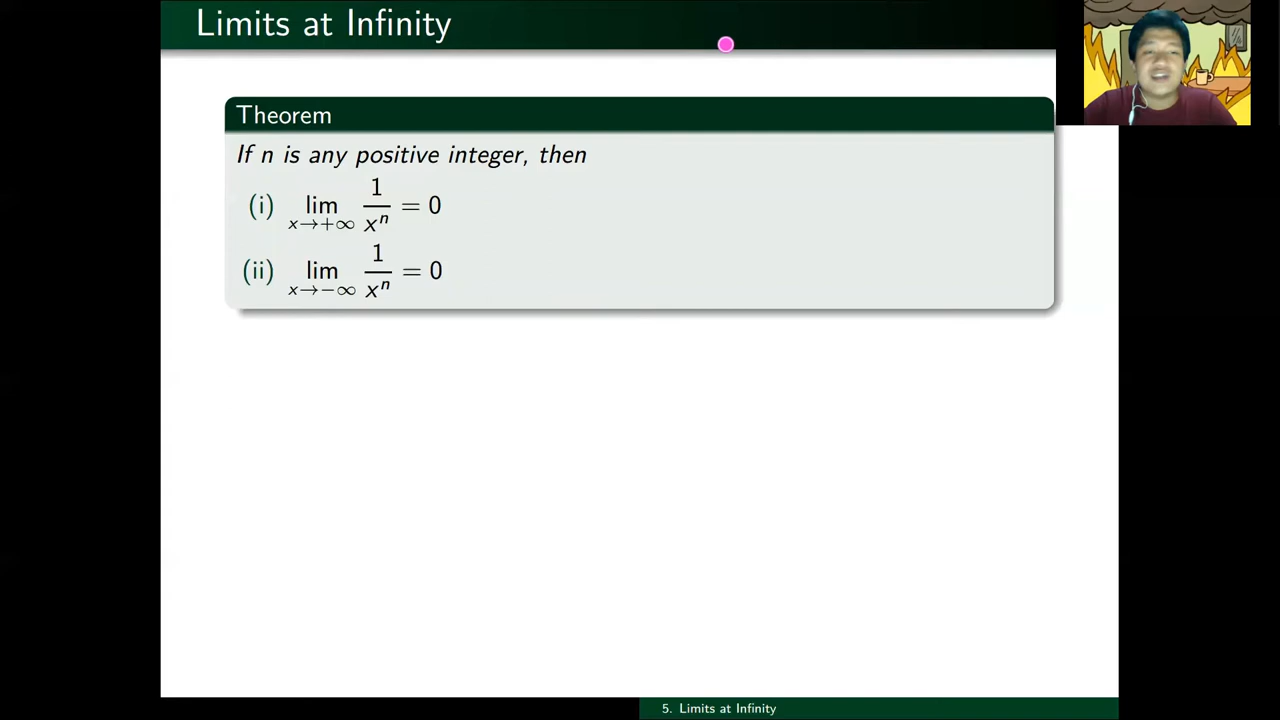 Limits at Infinity
Theorem
If n is any positive integer, then
(i) lim_{x→+∞} 1/x^n = 0
(ii) lim_{x→−∞} 1/x^n = 0
5. Limits at Infinity